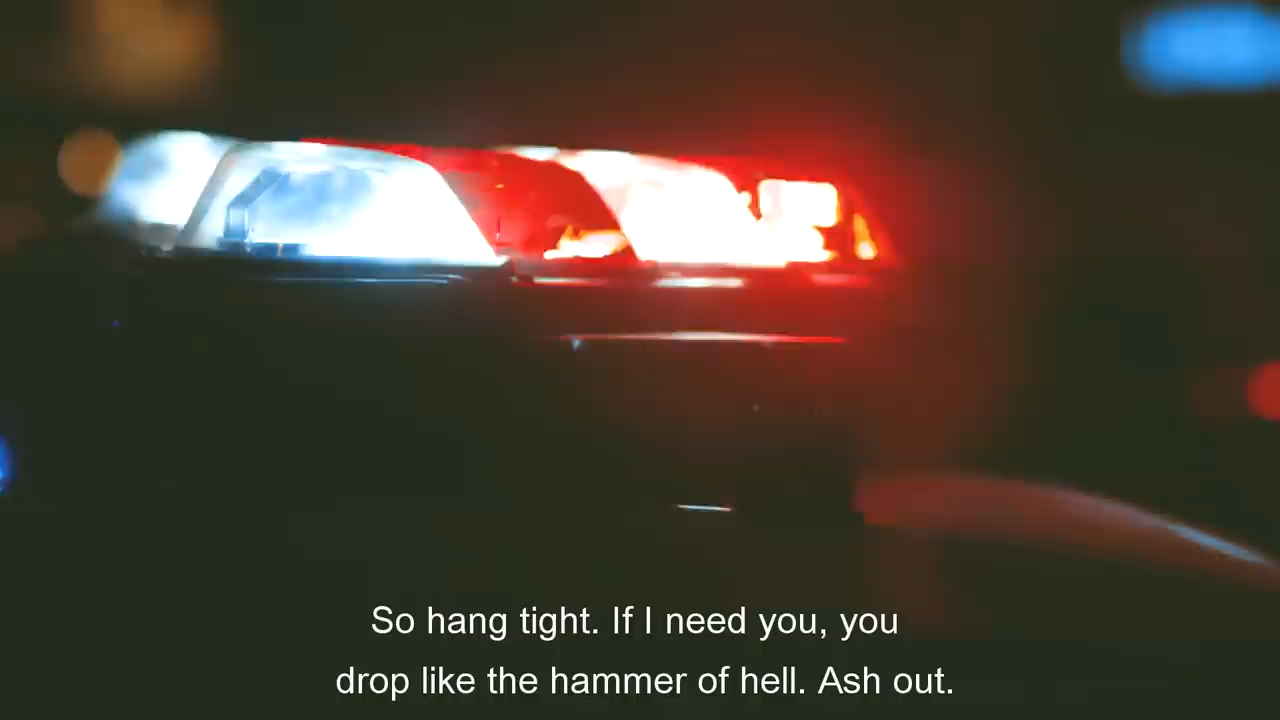 So hang tight. If I need you, you
drop like the hammer of hell. Ash out.